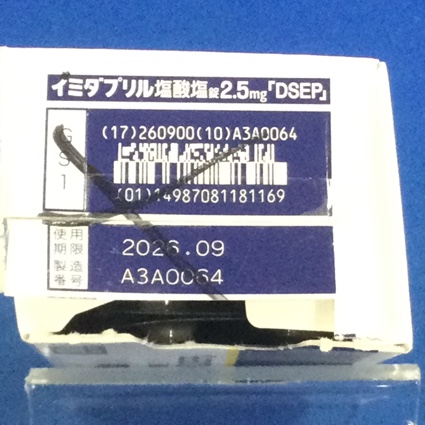 イミダプリル塩酸塩錠2.5mg「DSEP」
GS1
(17)260900(10)A3A0064
(01)14987081181169
使用期限 2026.09
製造番号 A3A0064